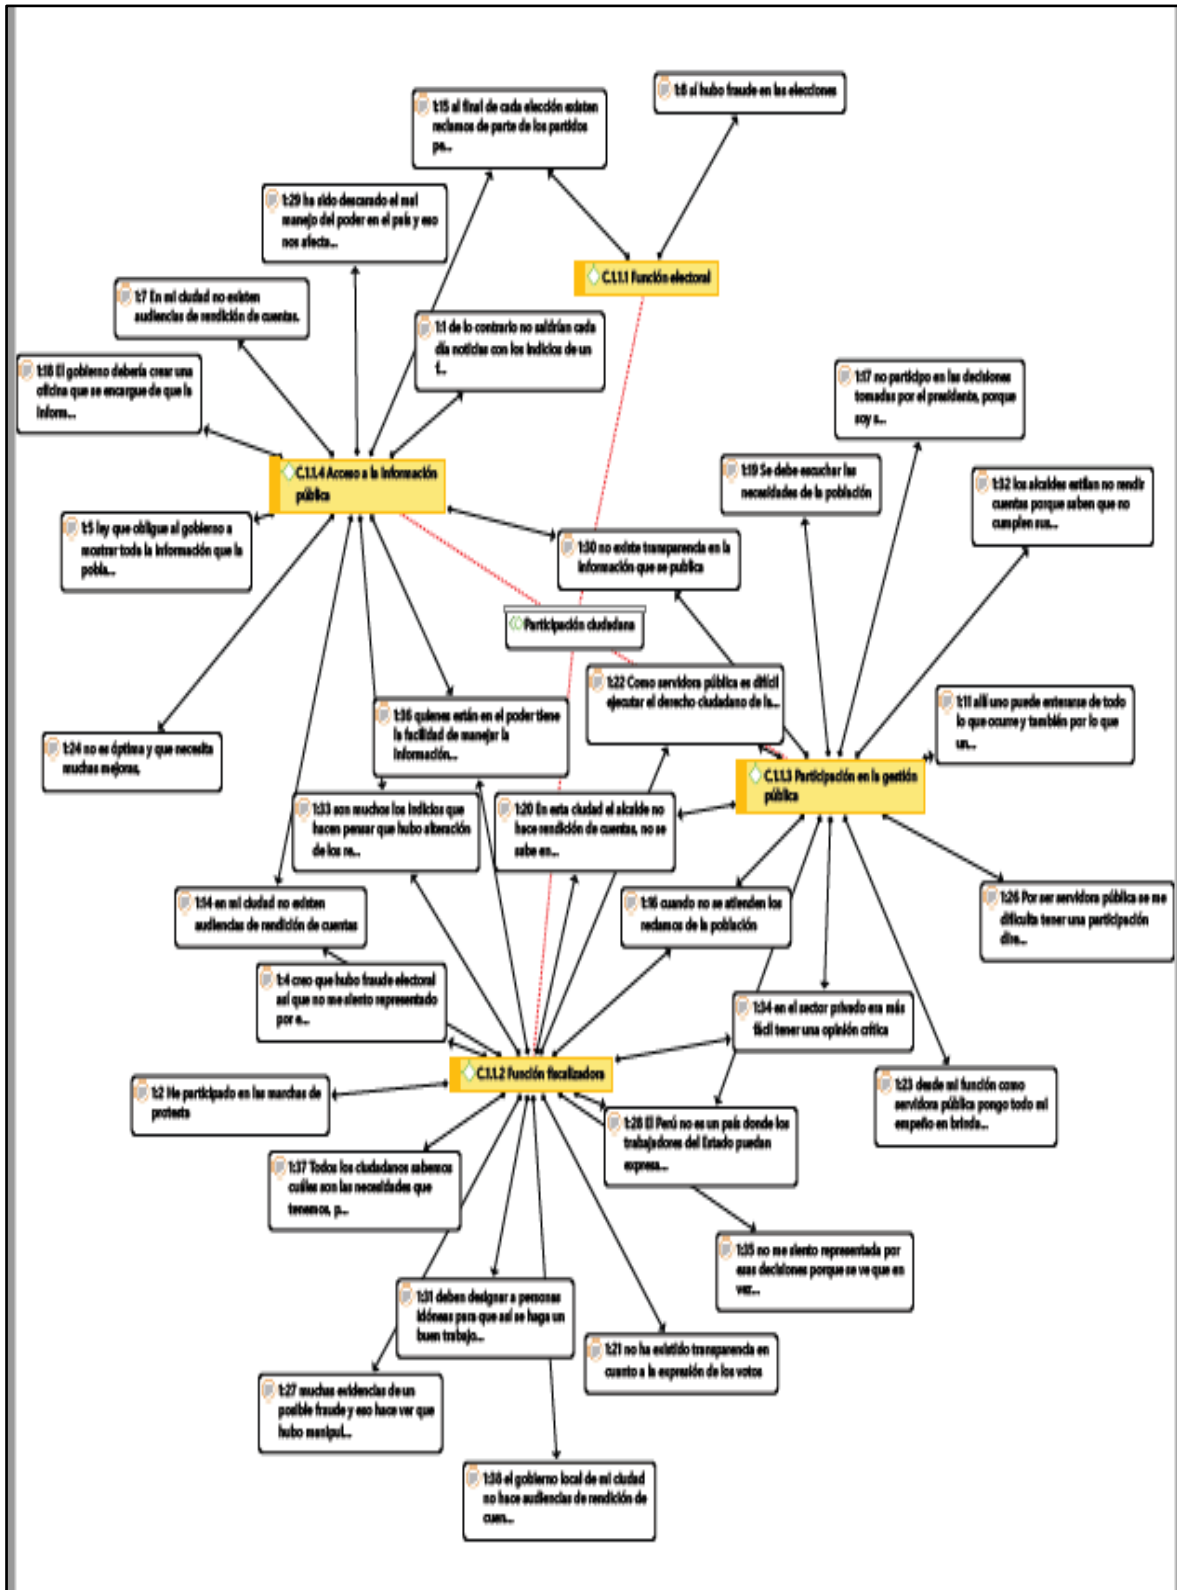 1:6 sí hubo fraude en las elecciones
1:15 al final de cada elección existen
reclamos de parte de los partidos
pe...
1:29 ha sido descarado el mal
manejo del poder en el país y eso
nos afecta...
C.1.1.1 Función electoral
1:7 En mi ciudad no existen
audiencias de rendición de cuentas.
1:1 de lo contrario no saldrían cada
día noticias con los indicios de un
f...
1:18 El gobierno debería crear una
oficina que se encargue de que la
inform...
1:17 no participo en las decisiones
tomadas por el presidente, porque
soy s...
C.1.1.4 Acceso a la información
pública
1:19 Se debe escuchar las
necesidades de la población
1:32 los alcaldes estilan no rendir
cuentas porque saben que no
cumplen sus...
1:5 ley que obligue al gobierno a
mostrar toda la información que la
pobla...
1:30 no existe transparencia en la
información que se publica
Participación ciudadana
1:22 Como servidora pública es difícil
ejecutar el derecho ciudadano de la...
1:11 allí uno puede enterarse de todo
lo que ocurre y también por lo que
un...
1:36 quienes están en el poder tiene
la facilidad de manejar la
información...
1:24 no es óptima y que necesita
muchas mejoras,
C.1.1.3 Participación en la gestión
pública
1:33 son muchos los indicios que
hacen pensar que hubo alteración
de los re...
1:20 En esta ciudad el alcalde no
hace rendición de cuentas, no se
sabe en...
1:14 en mi ciudad no existen
audiencias de rendición de cuentas
1:16 cuando no se atienden los
reclamos de la población
1:26 Por ser servidora pública se me
dificulta tener una participación
dire...
1:4 creo que hubo fraude electoral
así que no me siento representado
por e...
1:34 en el sector privado era más
fácil tener una opinión crítica
C.1.1.2 Función fiscalizadora
1:2 He participado en las marchas de
protesta
1:23 desde mi función como
servidora pública pongo todo mi
empeño en brinda...
1:28 El Perú no es un país donde los
trabajadores del Estado puedan
expresa...
1:37 Todos los ciudadanos sabemos
cuáles son las necesidades que
tenemos, p...
1:35 no me siento representada por
esas decisiones porque se ve que en
vez...
1:31 deben designar a personas
idóneas para que así se haga un
buen trabajo...
1:21 no ha existido transparencia en
cuanto a la expresión de los votos
1:27 muchas evidencias de un
posible fraude y eso hace ver que
hubo manipul...
1:38 el gobierno local de mi ciudad
no hace audiencias de rendición de
cuen...